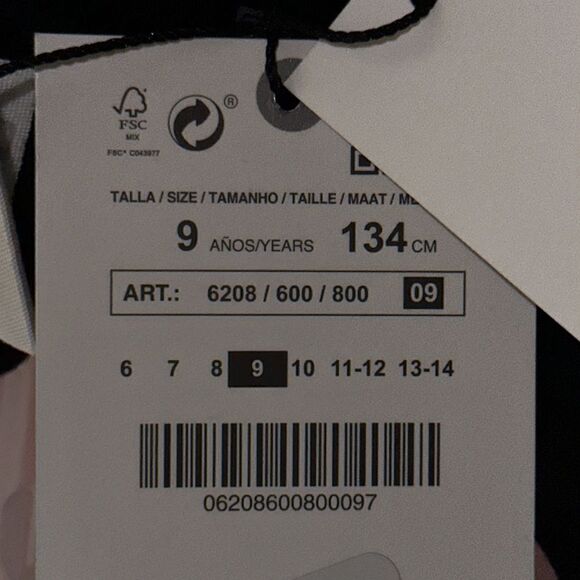 ®
FSC
MIX
FSC® C043977
TALLA / SIZE / TAMANHO / TAILLE / MAAT /
9 AÑOS/YEARS 134 CM
ART.: 6208 / 600 / 800 09
6 7 8 9 10 11-12 13-14
06208600800097